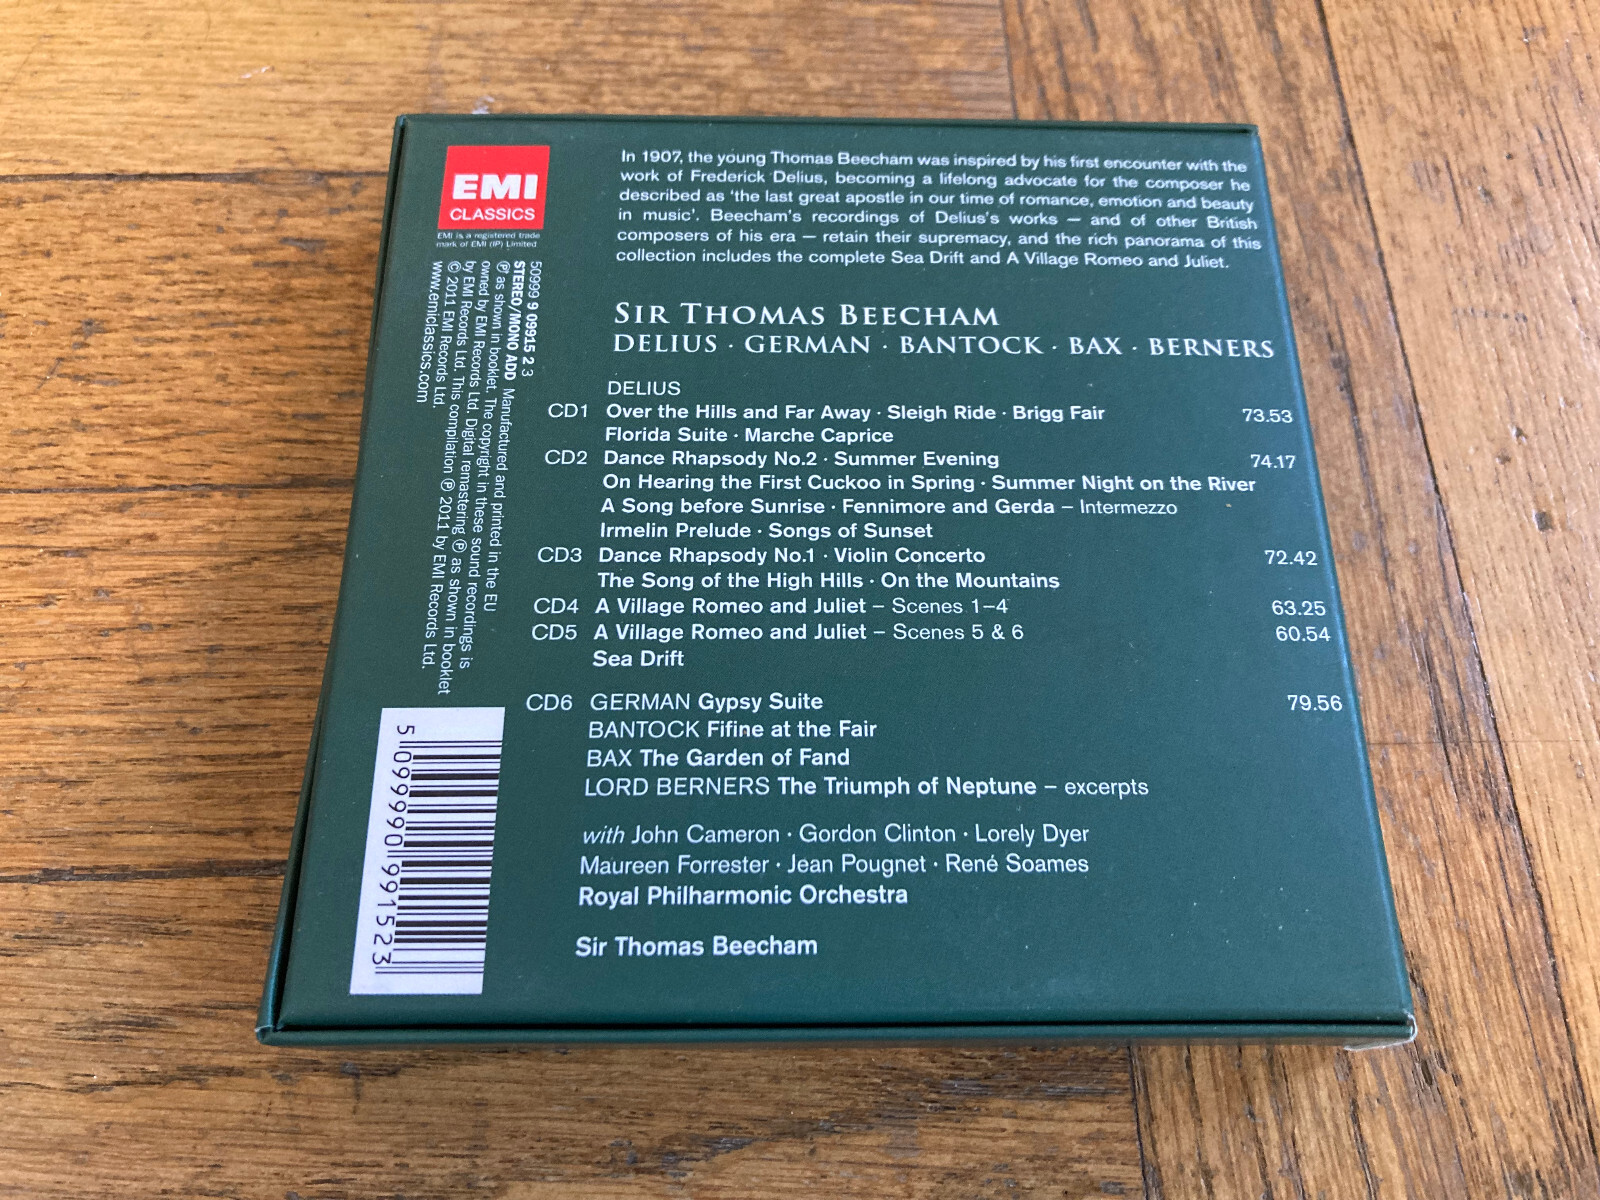 EMI
CLASSICS
EMI is a registered trade
mark of EMI (IP) Limited
50999 9 09915 2 3
STEREO/MONO ADD Manufactured and printed in the EU
℗ as shown in booklet. The copyright in these sound recordings is
owned by EMI Records Ltd. Digital remastering ℗ as shown in booklet
by EMI Records Ltd. This compilation ℗ 2011 by EMI Records Ltd.
© 2011 EMI Records Ltd.
www.emiclassics.com
5 099990 991523
In 1907, the young Thomas Beecham was inspired by his first encounter with the
work of Frederick Delius, becoming a lifelong advocate for the composer he
described as ‘the last great apostle in our time of romance, emotion and beauty
in music’. Beecham’s recordings of Delius’s works – and of other British
composers of his era – retain their supremacy, and the rich panorama of this
collection includes the complete Sea Drift and A Village Romeo and Juliet.
SIR THOMAS BEECHAM
DELIUS · GERMAN · BANTOCK · BAX · BERNERS
DELIUS
CD1 Over the Hills and Far Away · Sleigh Ride · Brigg Fair 73.53
Florida Suite · Marche Caprice
CD2 Dance Rhapsody No.2 · Summer Evening 74.17
On Hearing the First Cuckoo in Spring · Summer Night on the River
A Song before Sunrise · Fennimore and Gerda – Intermezzo
Irmelin Prelude · Songs of Sunset
CD3 Dance Rhapsody No.1 · Violin Concerto 72.42
The Song of the High Hills · On the Mountains
CD4 A Village Romeo and Juliet – Scenes 1–4 63.25
CD5 A Village Romeo and Juliet – Scenes 5 & 6 60.54
Sea Drift
CD6 GERMAN Gypsy Suite 79.56
BANTOCK Fifine at the Fair
BAX The Garden of Fand
LORD BERNERS The Triumph of Neptune – excerpts
with John Cameron · Gordon Clinton · Lorely Dyer
Maureen Forrester · Jean Pougnet · René Soames
Royal Philharmonic Orchestra
Sir Thomas Beecham